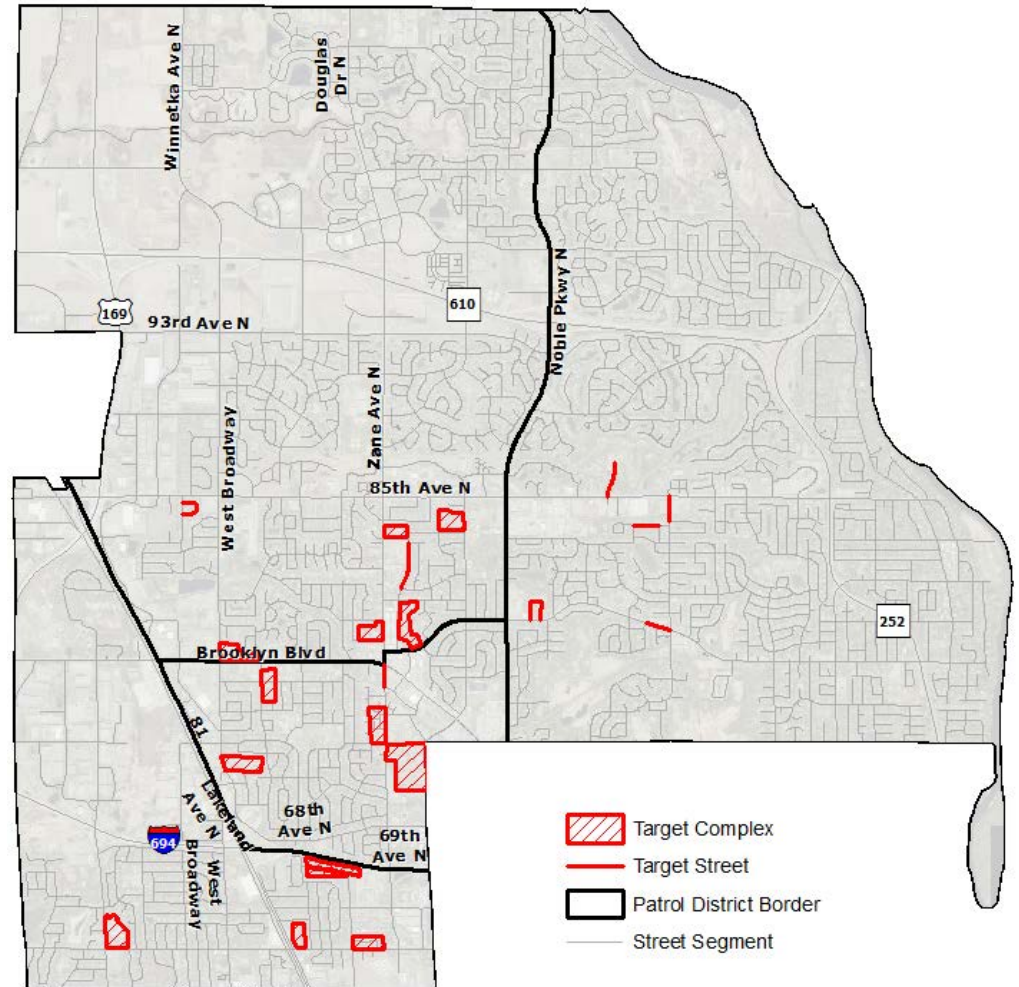 Winnetka Ave N
Douglas
Dr N
169
93rd Ave N
610
Noble Pkwy N
Zane Ave N
West Broadway
85th Ave N
252
Brooklyn Blvd
81
Lakeland
Ave N
68th
Ave N
69th
Ave N
694
West
Broadway
Target Complex
Target Street
Patrol District Border
Street Segment